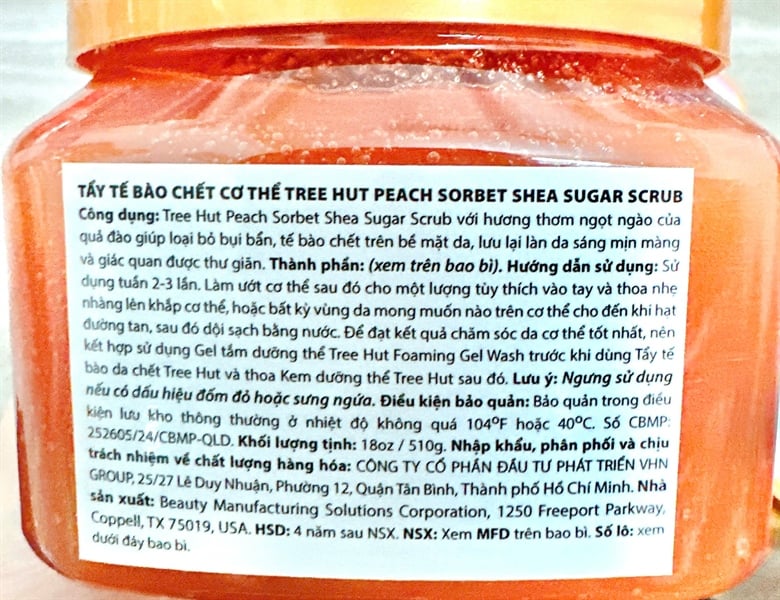 TẨY TẾ BÀO CHẾT CƠ THỂ TREE HUT PEACH SORBET SHEA SUGAR SCRUB
Công dụng: Tree Hut Peach Sorbet Shea Sugar Scrub với hương thơm ngọt ngào của
quả đào giúp loại bỏ bụi bẩn, tế bào chết trên bề mặt da, lưu lại làn da sáng mịn màng
và giác quan được thư giãn. Thành phần: (xem trên bao bì). Hướng dẫn sử dụng: Sử
dụng tuần 2-3 lần. Làm ướt cơ thể sau đó cho một lượng tùy thích vào tay và thoa nhẹ
nhàng lên khắp cơ thể, hoặc bất kỳ vùng da mong muốn nào trên cơ thể cho đến khi hạt
đường tan, sau đó dội sạch bằng nước. Để đạt kết quả chăm sóc da cơ thể tốt nhất, nên
kết hợp sử dụng Gel tắm dưỡng thể Tree Hut Foaming Gel Wash trước khi dùng Tẩy tế
bào da chết Tree Hut và thoa Kem dưỡng thể Tree Hut sau đó. Lưu ý: Ngưng sử dụng
nếu có dấu hiệu đốm đỏ hoặc sưng ngứa. Điều kiện bảo quản: Bảo quản trong điều
kiện lưu kho thông thường ở nhiệt độ không quá 104ºF hoặc 40ºC. Số CBMP:
252605/24/CBMP-QLD. Khối lượng tịnh: 18oz / 510g. Nhập khẩu, phân phối và chịu
trách nhiệm về chất lượng hàng hóa: CÔNG TY CỔ PHẦN ĐẦU TƯ PHÁT TRIỂN VHN
GROUP, 25/27 Lê Duy Nhuận, Phường 12, Quận Tân Bình, Thành phố Hồ Chí Minh. Nhà
sản xuất: Beauty Manufacturing Solutions Corporation, 1250 Freeport Parkway,
Coppell, TX 75019, USA. HSD: 4 năm sau NSX. NSX: Xem MFD trên bao bì. Số lô: xem
dưới đáy bao bì.